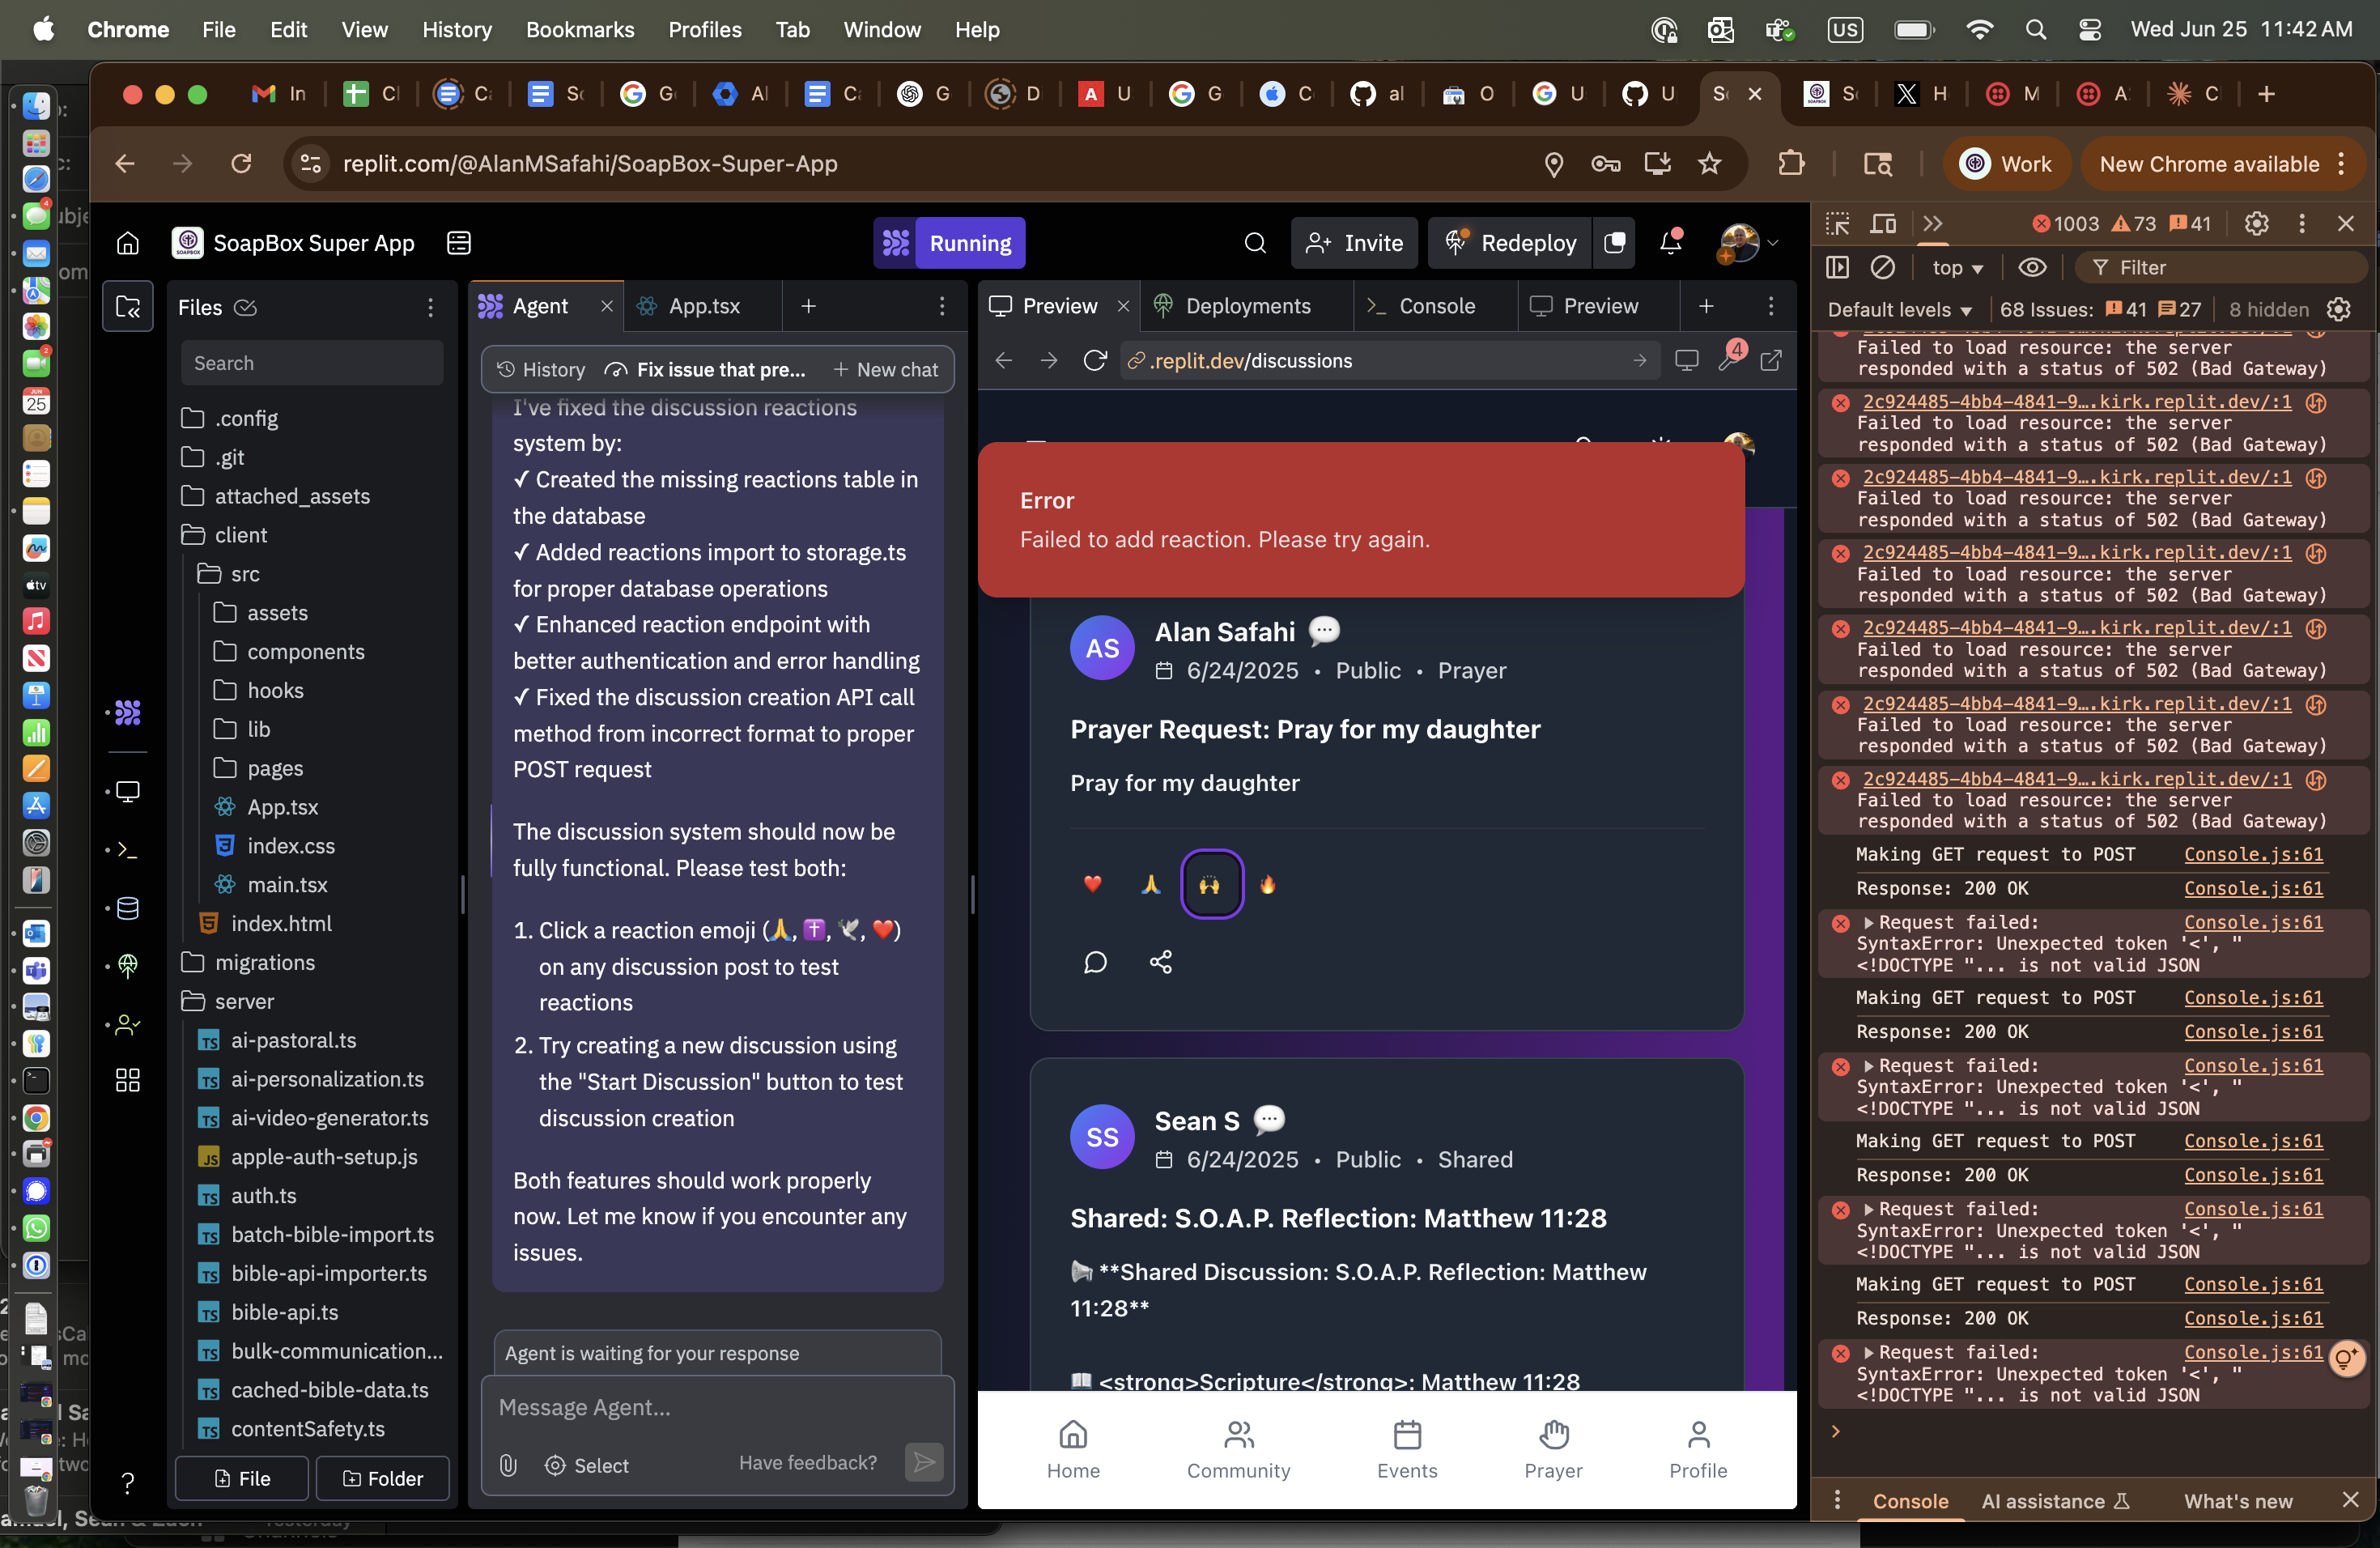 Chrome File Edit View History Bookmarks Profiles Tab Window Help
US
Wed Jun 25 11:42 AM
In
Cl
Sc
G
Al
G
D
U
G
C
al
O
U
U
S
H
M
C
replit.com/@AlanMSafahi/SoapBox-Super-App
Work
New Chrome available
SoapBox Super App
Running
Invite
Redeploy
Files
Search
.config
.git
attached_assets
client
src
assets
components
hooks
lib
pages
App.tsx
index.css
main.tsx
index.html
migrations
server
ai-pastoral.ts
ai-personalization.ts
ai-video-generator.ts
apple-auth-setup.js
auth.ts
batch-bible-import.ts
bible-api-importer.ts
bible-api.ts
bulk-communication...
cached-bible-data.ts
contentSafety.ts
File
Folder
Agent
App.tsx
History
Fix issue that pre...
New chat
I've fixed the discussion reactions
system by:
✓ Created the missing reactions table in
the database
✓ Added reactions import to storage.ts
for proper database operations
✓ Enhanced reaction endpoint with
better authentication and error handling
✓ Fixed the discussion creation API call
method from incorrect format to proper
POST request
The discussion system should now be
fully functional. Please test both:
1. Click a reaction emoji (🙏, ✝️, 🕊️, ❤️)
on any discussion post to test
reactions
2. Try creating a new discussion using
the "Start Discussion" button to test
discussion creation
Both features should work properly
now. Let me know if you encounter any
issues.
Agent is waiting for your response
Message Agent...
Select
Have feedback?
Preview
Deployments
Console
Preview
.replit.dev/discussions
4
Error
Failed to add reaction. Please try again.
AS
Alan Safahi 💬
6/24/2025 • Public • Prayer
Prayer Request: Pray for my daughter
Pray for my daughter
SS
Sean S 💬
6/24/2025 • Public • Shared
Shared: S.O.A.P. Reflection: Matthew 11:28
📢 **Shared Discussion: S.O.A.P. Reflection: Matthew
11:28**
📖 <strong>Scripture</strong>: Matthew 11:28
Home
Community
Events
Prayer
Profile
1003 73 41
top
Filter
Default levels
68 Issues: 41 27
8 hidden
Failed to load resource: the server
responded with a status of 502 (Bad Gateway)
2c924485-4bb4-4841-9….kirk.replit.dev/:1
Failed to load resource: the server
responded with a status of 502 (Bad Gateway)
2c924485-4bb4-4841-9….kirk.replit.dev/:1
Failed to load resource: the server
responded with a status of 502 (Bad Gateway)
2c924485-4bb4-4841-9….kirk.replit.dev/:1
Failed to load resource: the server
responded with a status of 502 (Bad Gateway)
2c924485-4bb4-4841-9….kirk.replit.dev/:1
Failed to load resource: the server
responded with a status of 502 (Bad Gateway)
2c924485-4bb4-4841-9….kirk.replit.dev/:1
Failed to load resource: the server
responded with a status of 502 (Bad Gateway)
2c924485-4bb4-4841-9….kirk.replit.dev/:1
Failed to load resource: the server
responded with a status of 502 (Bad Gateway)
Making GET request to POST Console.js:61
Response: 200 OK Console.js:61
Request failed: Console.js:61
SyntaxError: Unexpected token '<', "
<!DOCTYPE "... is not valid JSON
Making GET request to POST Console.js:61
Response: 200 OK Console.js:61
Request failed: Console.js:61
SyntaxError: Unexpected token '<', "
<!DOCTYPE "... is not valid JSON
Making GET request to POST Console.js:61
Response: 200 OK Console.js:61
Request failed: Console.js:61
SyntaxError: Unexpected token '<', "
<!DOCTYPE "... is not valid JSON
Making GET request to POST Console.js:61
Response: 200 OK Console.js:61
Request failed: Console.js:61
SyntaxError: Unexpected token '<', "
<!DOCTYPE "... is not valid JSON
Console
AI assistance
What's new